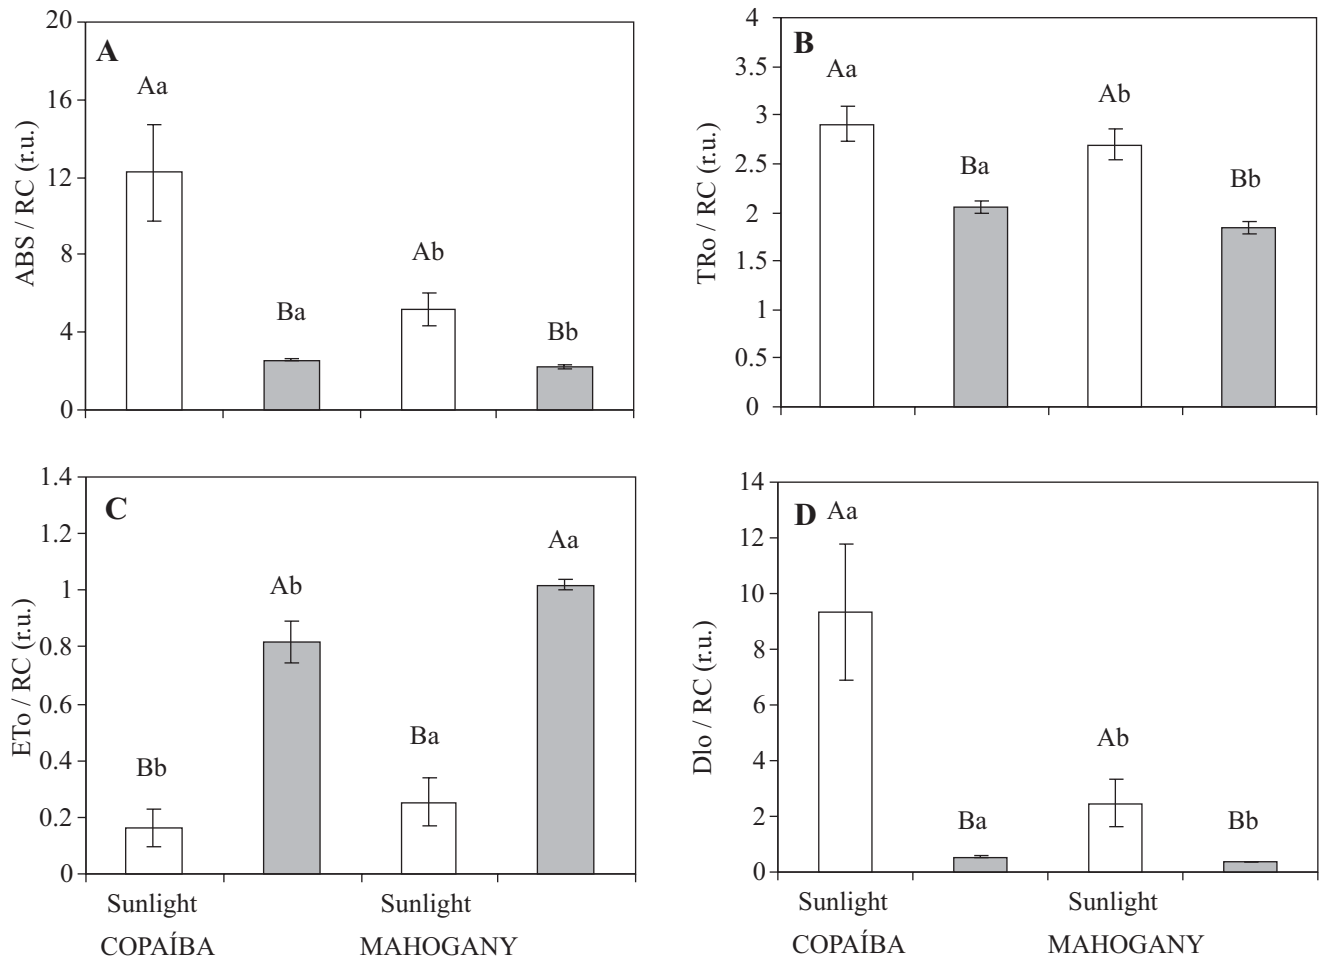 A
ABS / RC (r.u.)
20
16
12
8
4
0
Aa
Ba
Ab
Bb
B
TRo / RC (r.u.)
4
3.5
3
2.5
2
1.5
1
0.5
0
Aa
Ba
Ab
Bb
C
ETo / RC (r.u.)
1.4
1.2
1
0.8
0.6
0.4
0.2
0
Bb
Ab
Ba
Aa
Sunlight Sunlight
COPAÍBA MAHOGANY
D
Dlo / RC (r.u.)
14
12
10
8
6
4
2
0
Aa
Ba
Ab
Bb
Sunlight Sunlight
COPAÍBA MAHOGANY